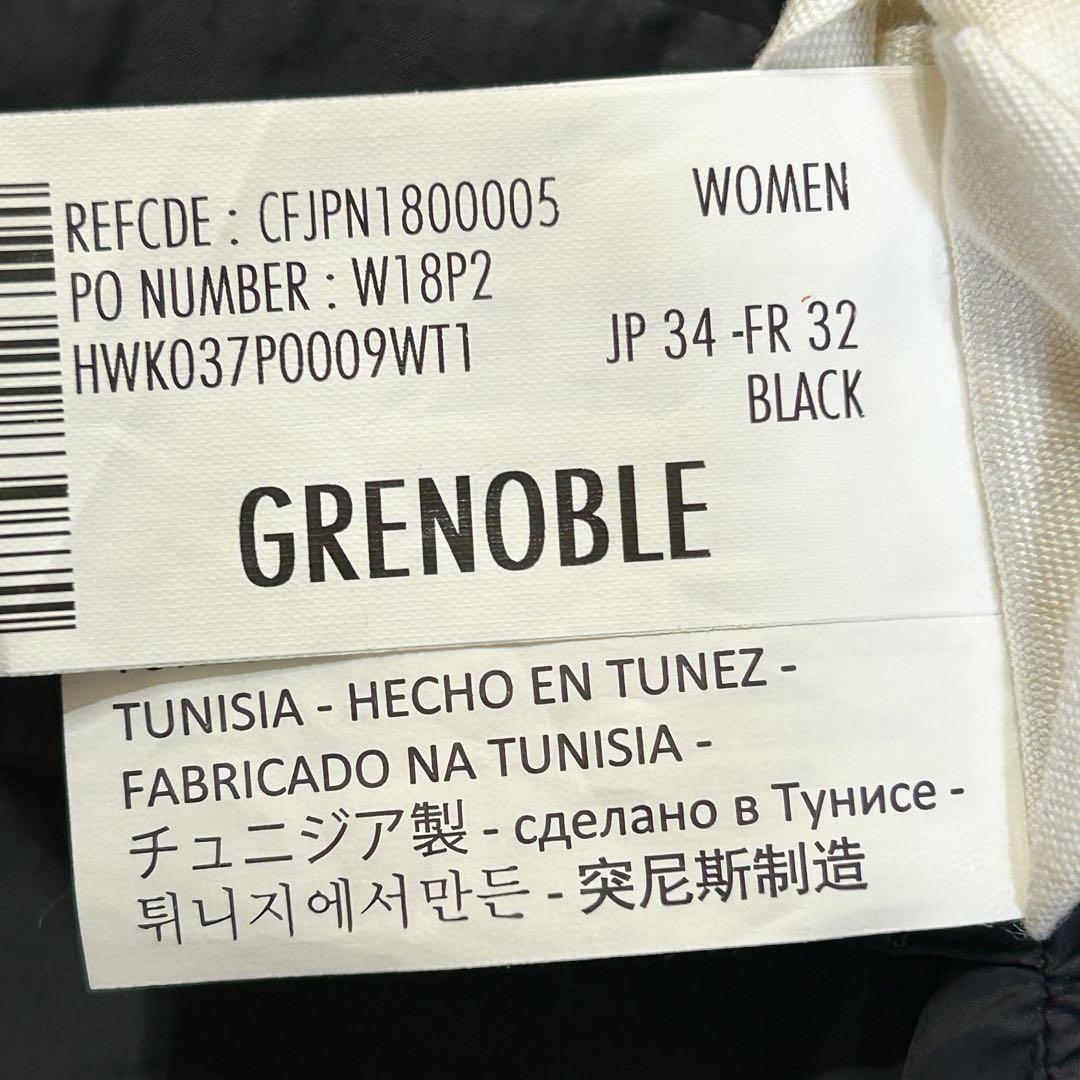 REFCDE : CFJPN1800005 WOMEN
PO NUMBER : W18P2
HWK037P0009WT1 JP 34 -FR 32
BLACK
GRENOBLE
TUNISIA - HECHO EN TUNEZ -
FABRICADO NA TUNISIA -
チュニジア製 - сделано в Тунисе -
튀니지에서만든 - 突尼斯制造